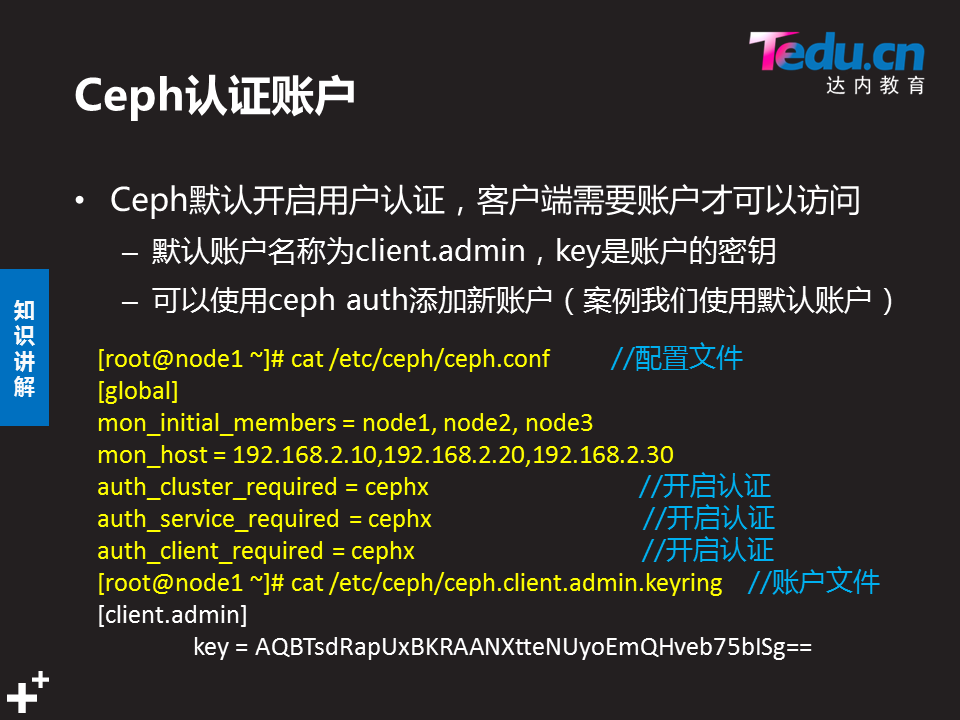 Tedu.cn
达内教育
Ceph认证账户
• Ceph默认开启用户认证，客户端需要账户才可以访问
– 默认账户名称为client.admin，key是账户的密钥
– 可以使用ceph auth添加新账户（案例我们使用默认账户）
知识讲解
[root@node1 ~]# cat /etc/ceph/ceph.conf //配置文件
[global]
mon_initial_members = node1, node2, node3
mon_host = 192.168.2.10,192.168.2.20,192.168.2.30
auth_cluster_required = cephx //开启认证
auth_service_required = cephx //开启认证
auth_client_required = cephx //开启认证
[root@node1 ~]# cat /etc/ceph/ceph.client.admin.keyring //账户文件
[client.admin]
key = AQBTsdRapUxBKRAANXtteNUyoEmQHveb75bISg==